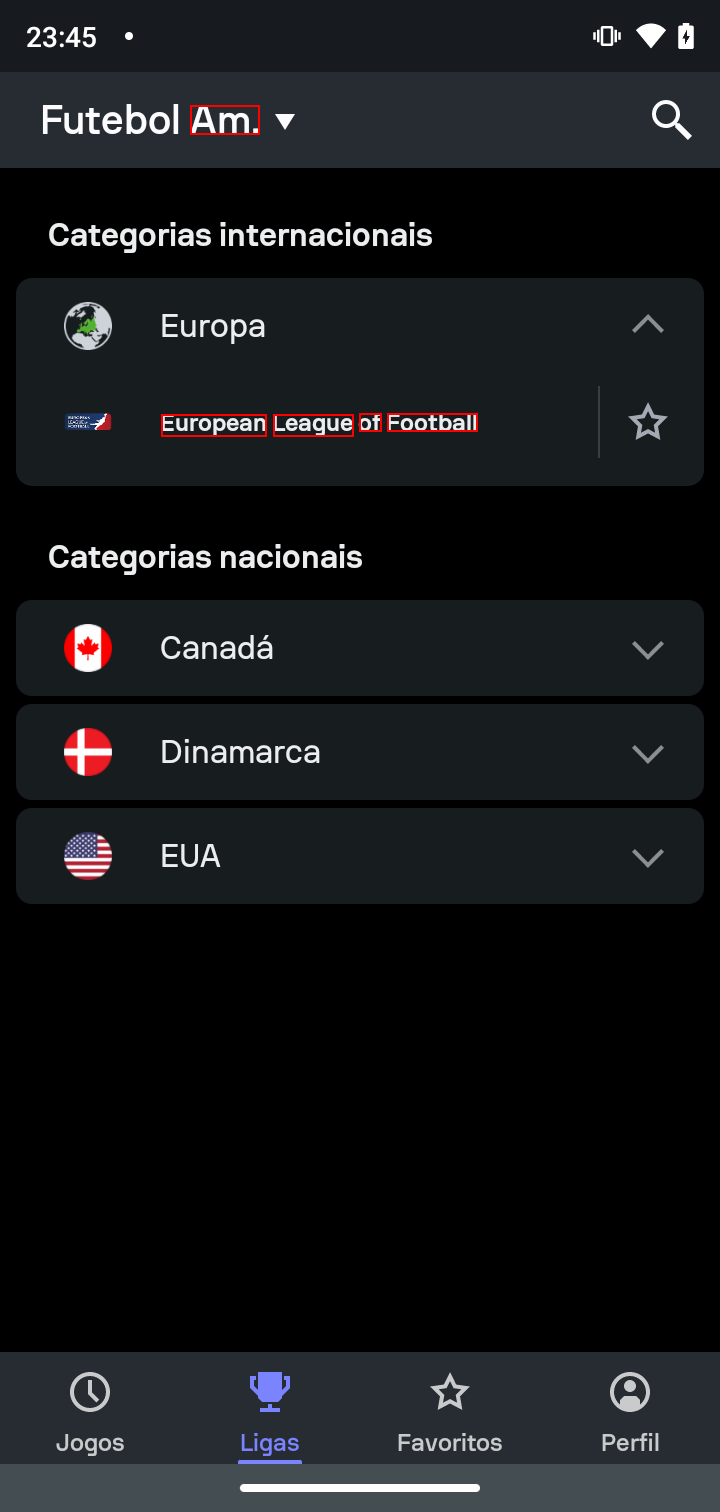 23:45
Futebol Am.
Categorias internacionais
Europa
European League of Football
Categorias nacionais
Canadá
Dinamarca
EUA
Jogos Ligas Favoritos Perfil